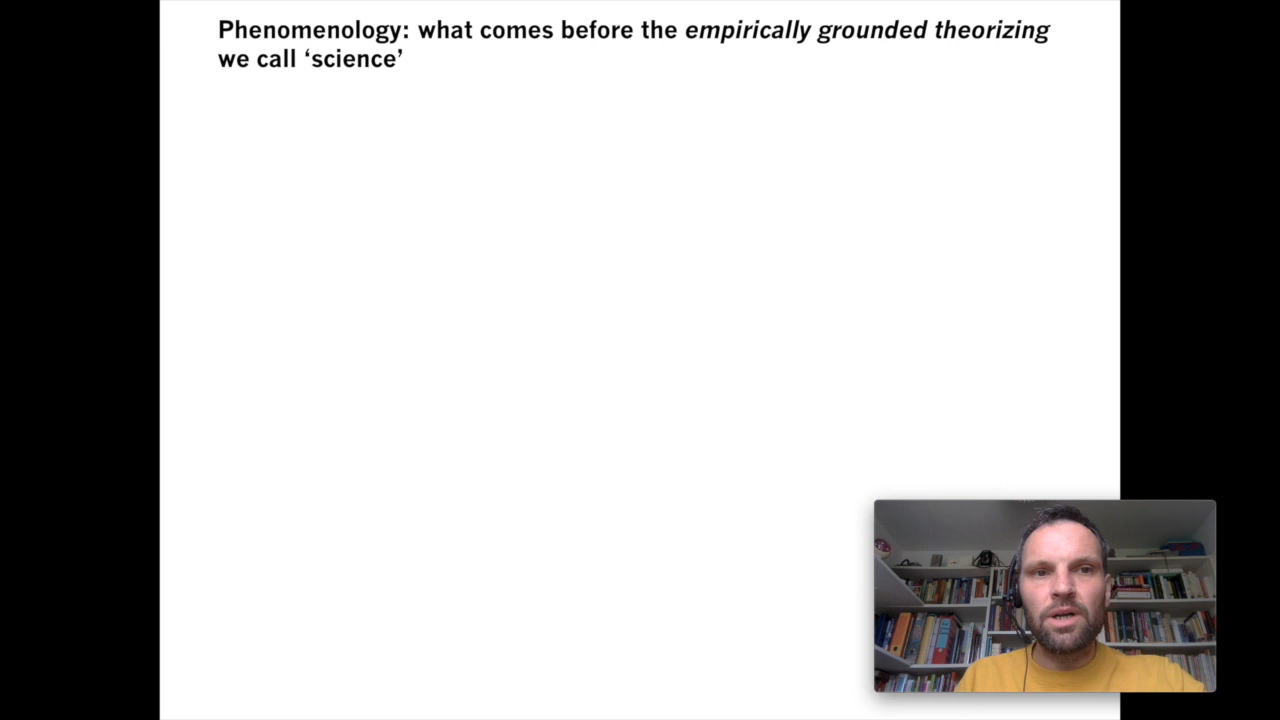 Phenomenology: what comes before the empirically grounded theorizing
we call ‘science’